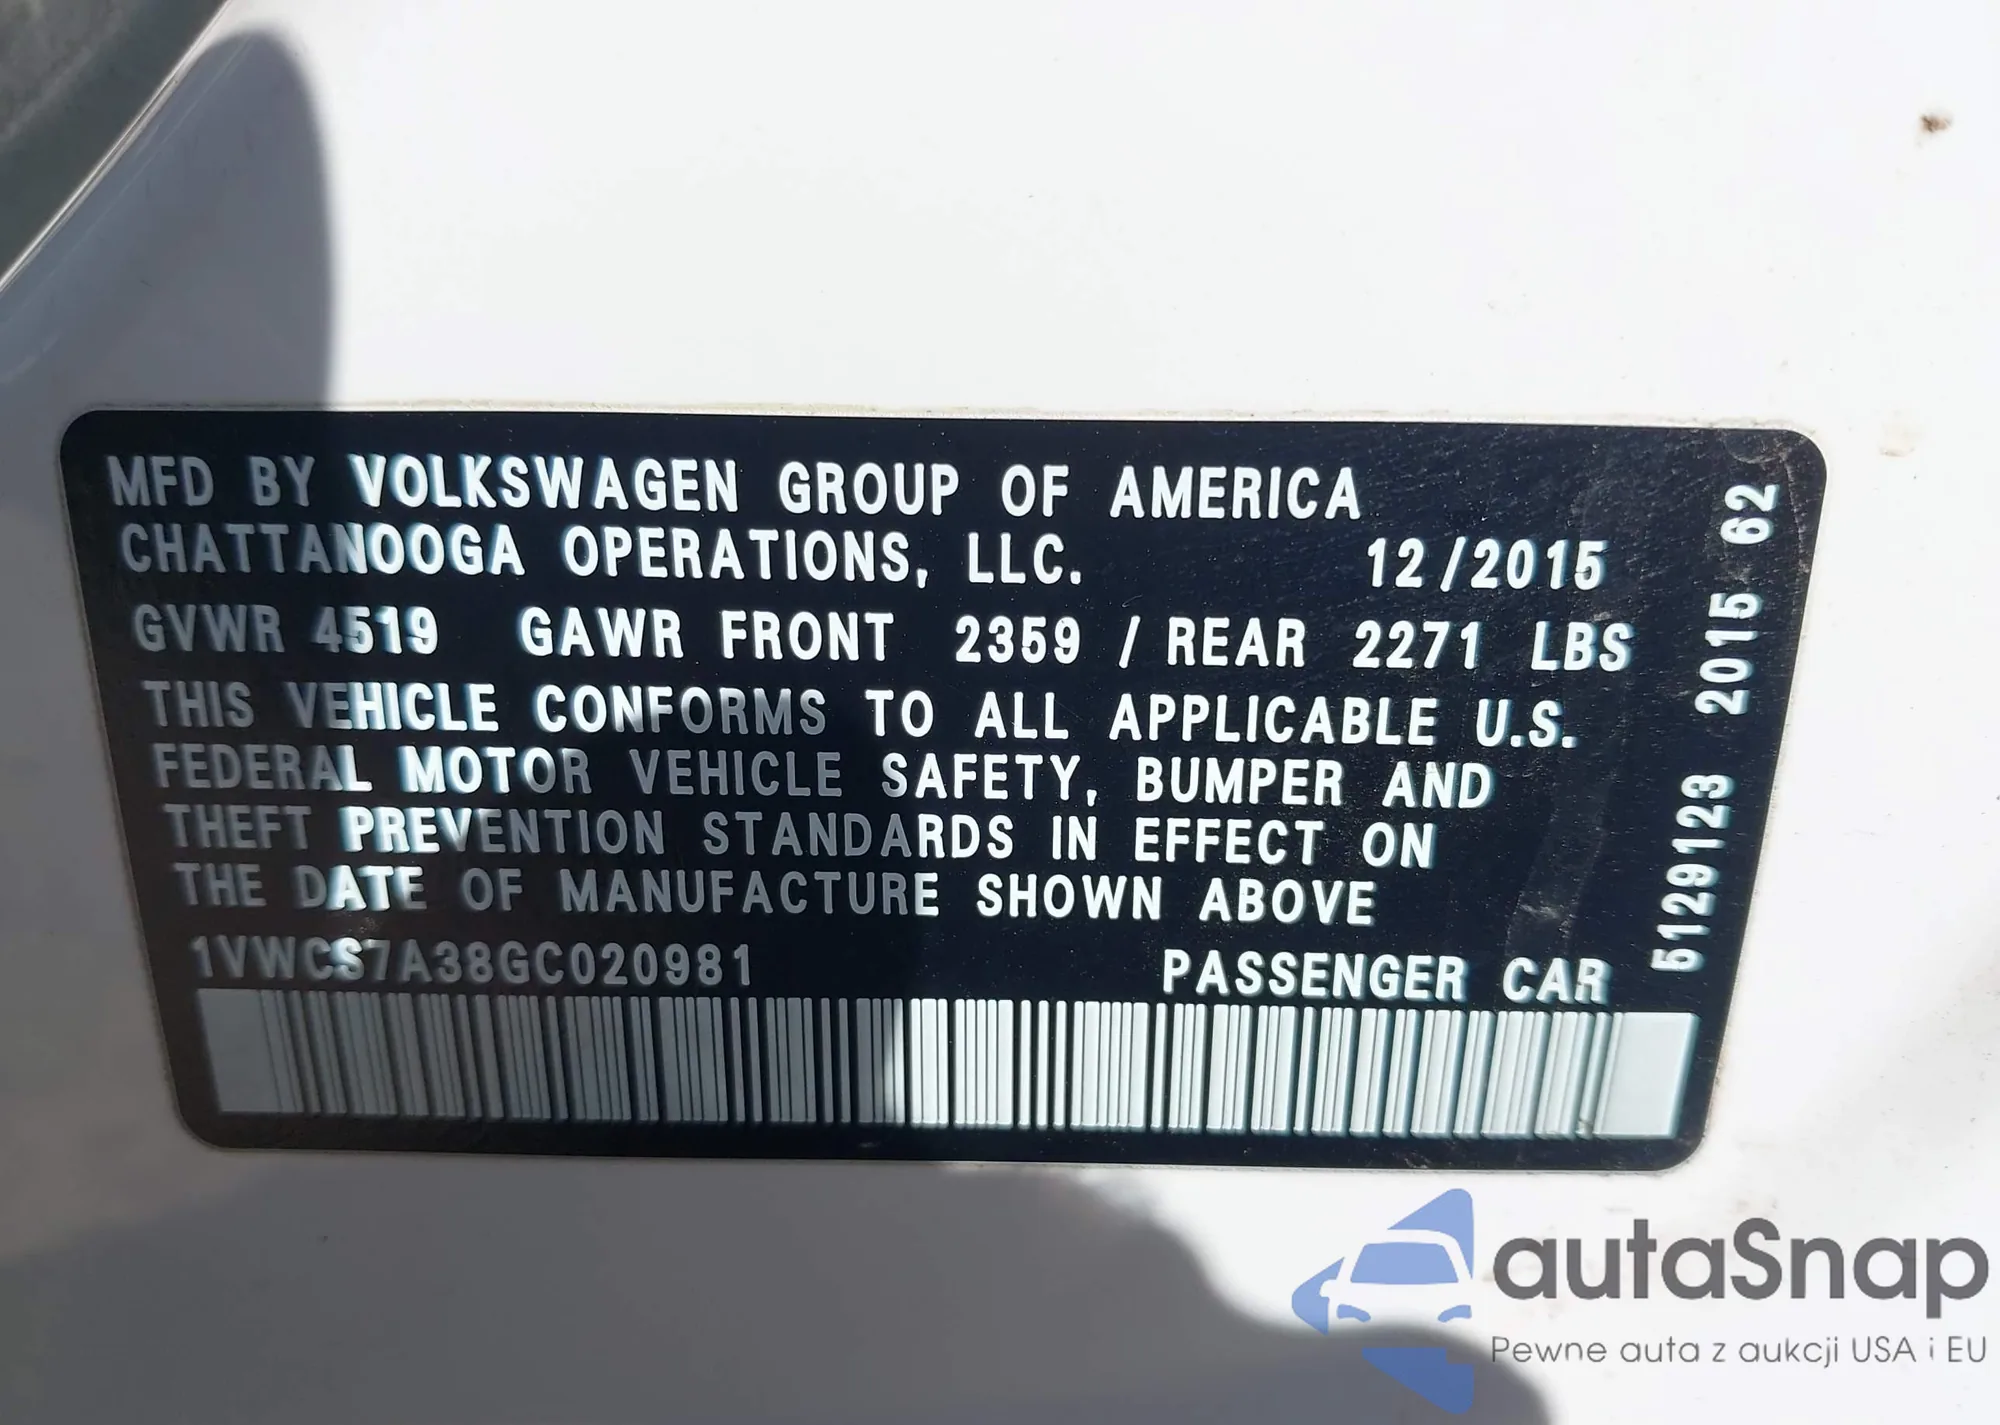 MFD BY VOLKSWAGEN GROUP OF AMERICA
CHATTANOOGA OPERATIONS, LLC. 12/2015
GVWR 4519 GAWR FRONT 2359 / REAR 2271 LBS
THIS VEHICLE CONFORMS TO ALL APPLICABLE U.S.
FEDERAL MOTOR VEHICLE SAFETY, BUMPER AND
THEFT PREVENTION STANDARDS IN EFFECT ON
THE DATE OF MANUFACTURE SHOWN ABOVE
1VWCS7A38GC020981 PASSENGER CAR
5129123 2015 62
autaSnap
Pewne auta z aukcji USA i EU